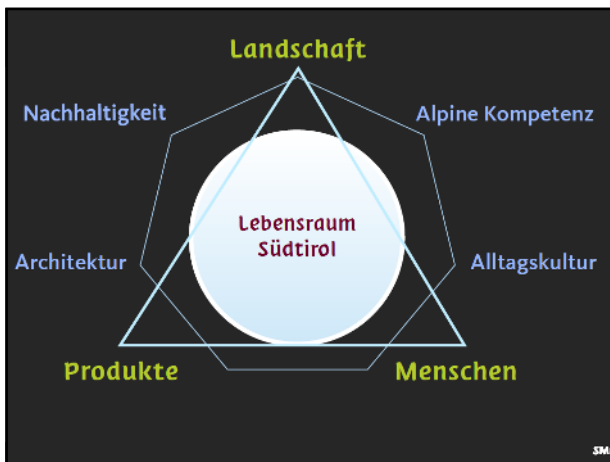 Landschaft
Nachhaltigkeit
Alpine Kompetenz
Lebensraum
Südtirol
Architektur
Alltagskultur
Produkte
Menschen